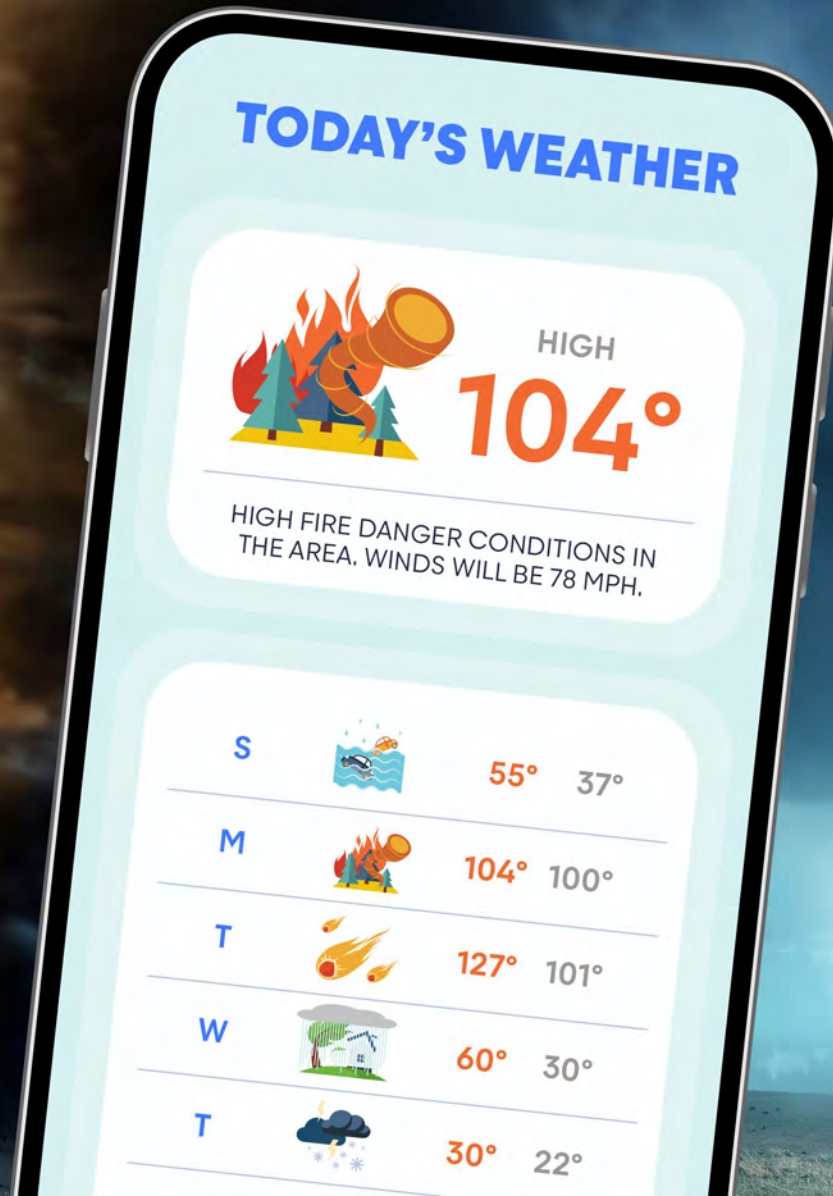 TODAY'S WEATHER
HIGH
104°
HIGH FIRE DANGER CONDITIONS IN
THE AREA. WINDS WILL BE 78 MPH.
S 55° 37°
M 104° 100°
T 127° 101°
W 60° 30°
T 30° 22°